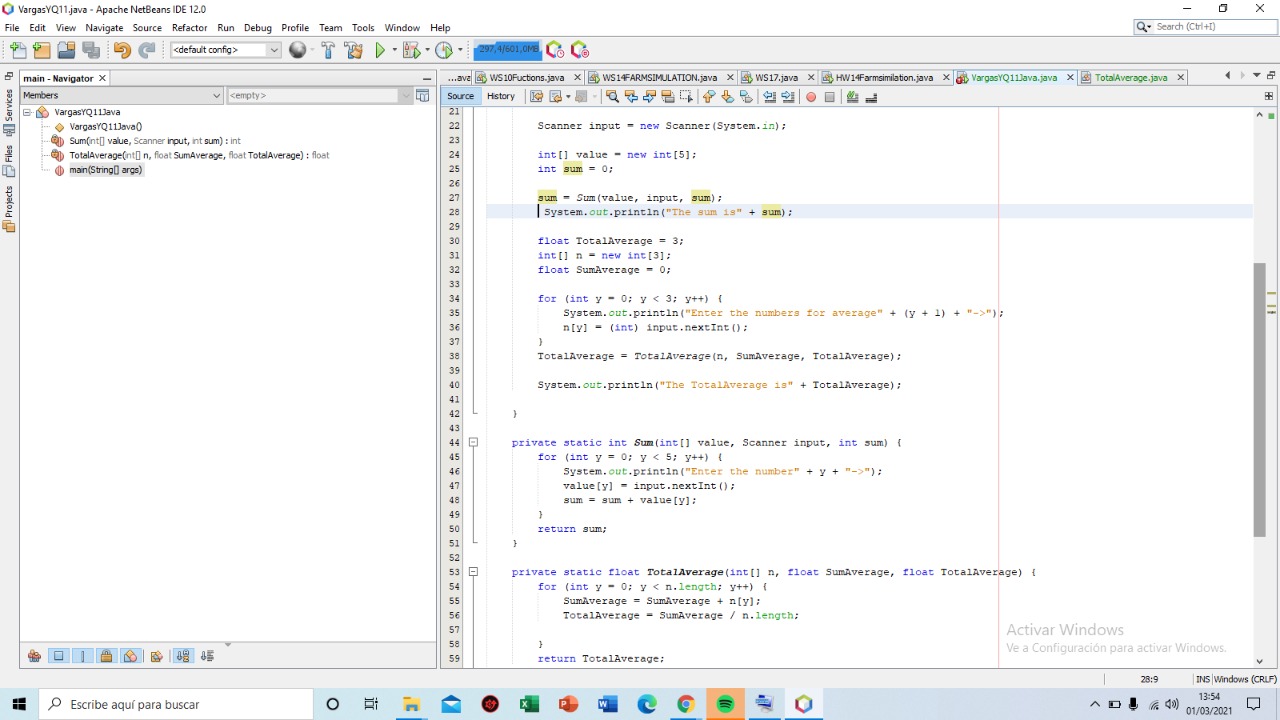 VargasYQ11.java - Apache NetBeans IDE 12.0
File Edit View Navigate Source Refactor Run Debug Profile Team Tools Window Help
Search (Ctrl+I)
<default config>
297,4/601,0MB
main - Navigator
...ava WS10Fuctions.java WS14FARMSIMULATION.java WS17.java HW14Farmsimilation.java VargasYQ11Java.java TotalAverage.java
Members
<empty>
Source History
Services
Files
Projects
VargasYQ11Java
VargasYQ11Java()
Sum(int[] value, Scanner input, int sum) : int
TotalAverage(int[] n, float SumAverage, float TotalAverage) : float
main(String[] args)
21
22 Scanner input = new Scanner(System.in);
23
24 int[] value = new int[5];
25 int sum = 0;
26
27 sum = Sum(value, input, sum);
28 System.out.println("The sum is" + sum);
29
30 float TotalAverage = 3;
31 int[] n = new int[3];
32 float SumAverage = 0;
33
34 for (int y = 0; y < 3; y++) {
35 System.out.println("Enter the numbers for average" + (y + 1) + "->");
36 n[y] = (int) input.nextInt();
37 }
38 TotalAverage = TotalAverage(n, SumAverage, TotalAverage);
39
40 System.out.println("The TotalAverage is" + TotalAverage);
41
42 }
43
44 private static int Sum(int[] value, Scanner input, int sum) {
45 for (int y = 0; y < 5; y++) {
46 System.out.println("Enter the number" + y + "->");
47 value[y] = input.nextInt();
48 sum = sum + value[y];
49 }
50 return sum;
51 }
52
53 private static float TotalAverage(int[] n, float SumAverage, float TotalAverage) {
54 for (int y = 0; y < n.length; y++) {
55 SumAverage = SumAverage + n[y];
56 TotalAverage = SumAverage / n.length;
57
58 }
59 return TotalAverage;
Activar Windows
Ve a Configuración para activar Windows.
28:9 INS Windows (CRLF)
Escribe aquí para buscar
13:54
01/03/2021